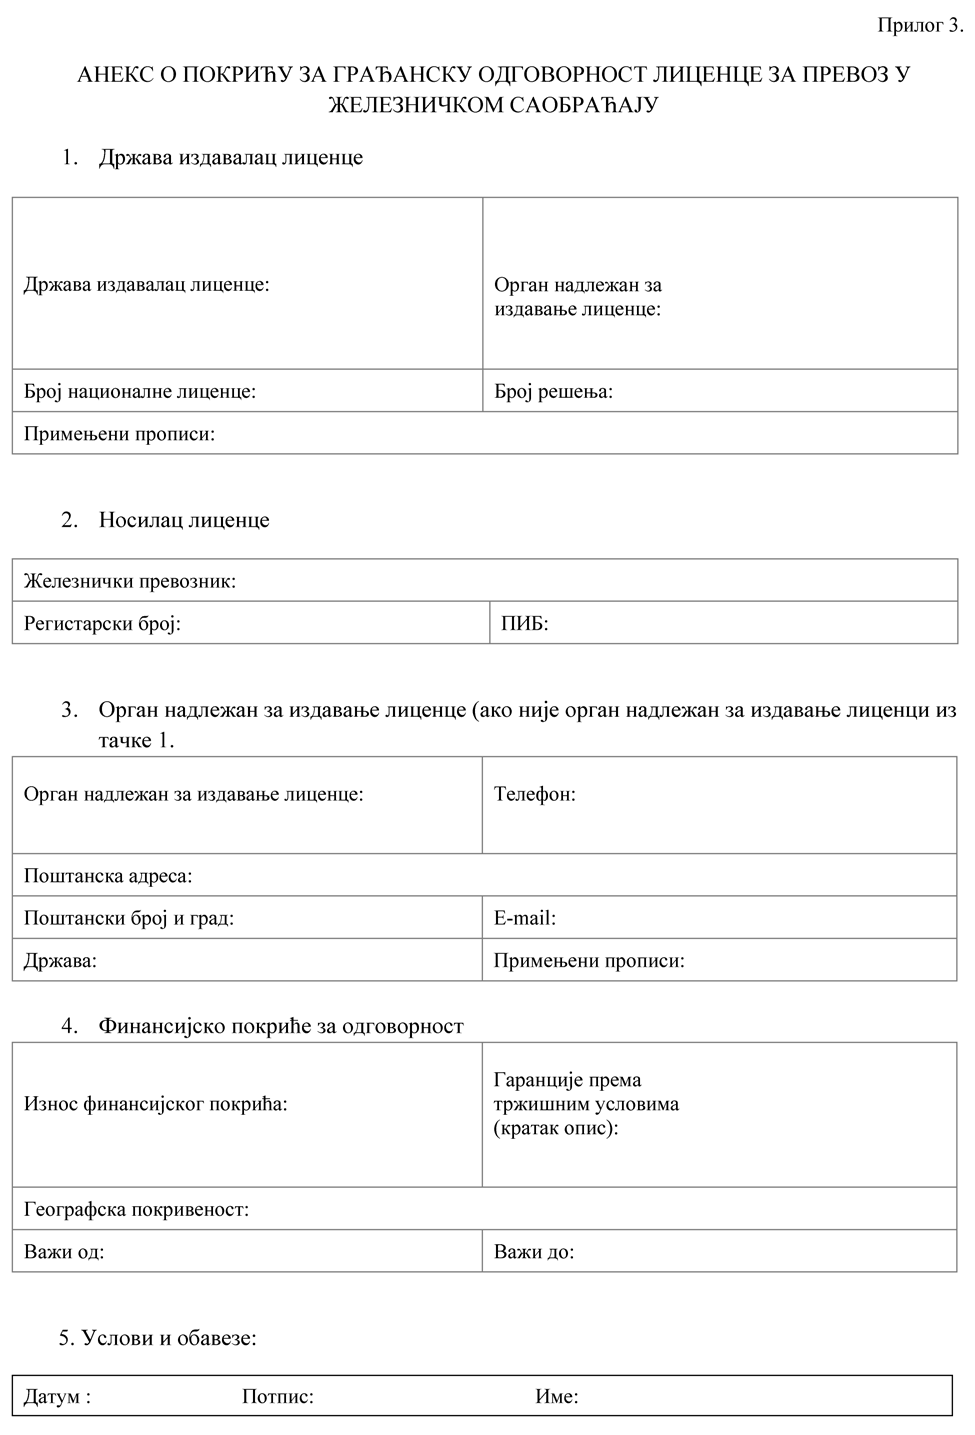 Прилог 3.
АНЕКС О ПОКРИЋУ ЗА ГРАЂАНСКУ ОДГОВОРНОСТ ЛИЦЕНЦЕ ЗА ПРЕВОЗ У
ЖЕЛЕЗНИЧКОМ САОБРАЋАЈУ
1. Држава издавалац лиценце
Држава издавалац лиценце:
Орган надлежан за
издавање лиценце:
Број националне лиценце:
Број решења:
Примењени прописи:
2. Носилац лиценце
Железнички превозник:
Регистарски број:
ПИБ:
3. Орган надлежан за издавање лиценце (ако није орган надлежан за издавање лиценци из
тачке 1.
Орган надлежан за издавање лиценце:
Телефон:
Поштанска адреса:
Поштански број и град:
E-mail:
Држава:
Примењени прописи:
4. Финансијско покриће за одговорност
Износ финансијског покрића:
Гаранције према
тржишним условима
(кратак опис):
Географска покривеност:
Важи од:
Важи до:
5. Услови и обавезе:
Датум : Потпис: Име: